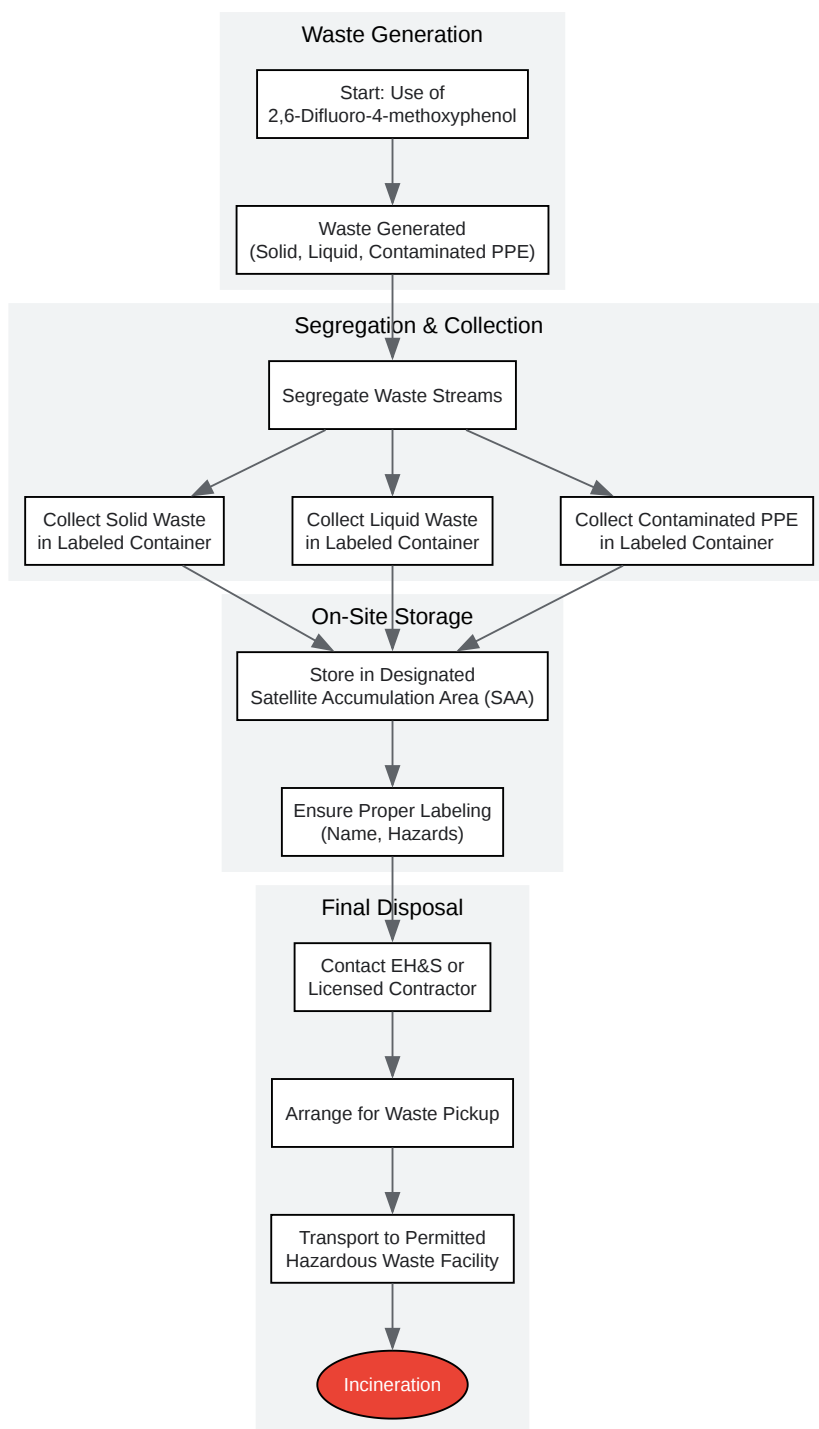 Waste Generation
Start: Use of
2,6-Difluoro-4-methoxyphenol
Waste Generated
(Solid, Liquid, Contaminated PPE)
Segregation & Collection
Segregate Waste Streams
Collect Solid Waste
in Labeled Container
Collect Liquid Waste
in Labeled Container
Collect Contaminated PPE
in Labeled Container
On-Site Storage
Store in Designated
Satellite Accumulation Area (SAA)
Ensure Proper Labeling
(Name, Hazards)
Final Disposal
Contact EH&S or
Licensed Contractor
Arrange for Waste Pickup
Transport to Permitted
Hazardous Waste Facility
Incineration